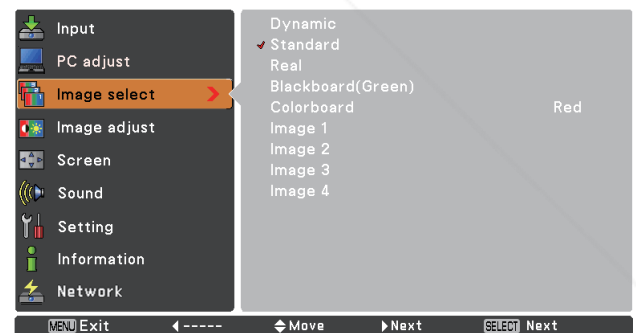 Input
PC adjust
Image select
Image adjust
Screen
Sound
Setting
Information
Network
Dynamic
Standard
Real
Blackboard(Green)
Colorboard Red
Image 1
Image 2
Image 3
Image 4
MENU Exit ◀ ----- Move ▶ Next SELECT Next